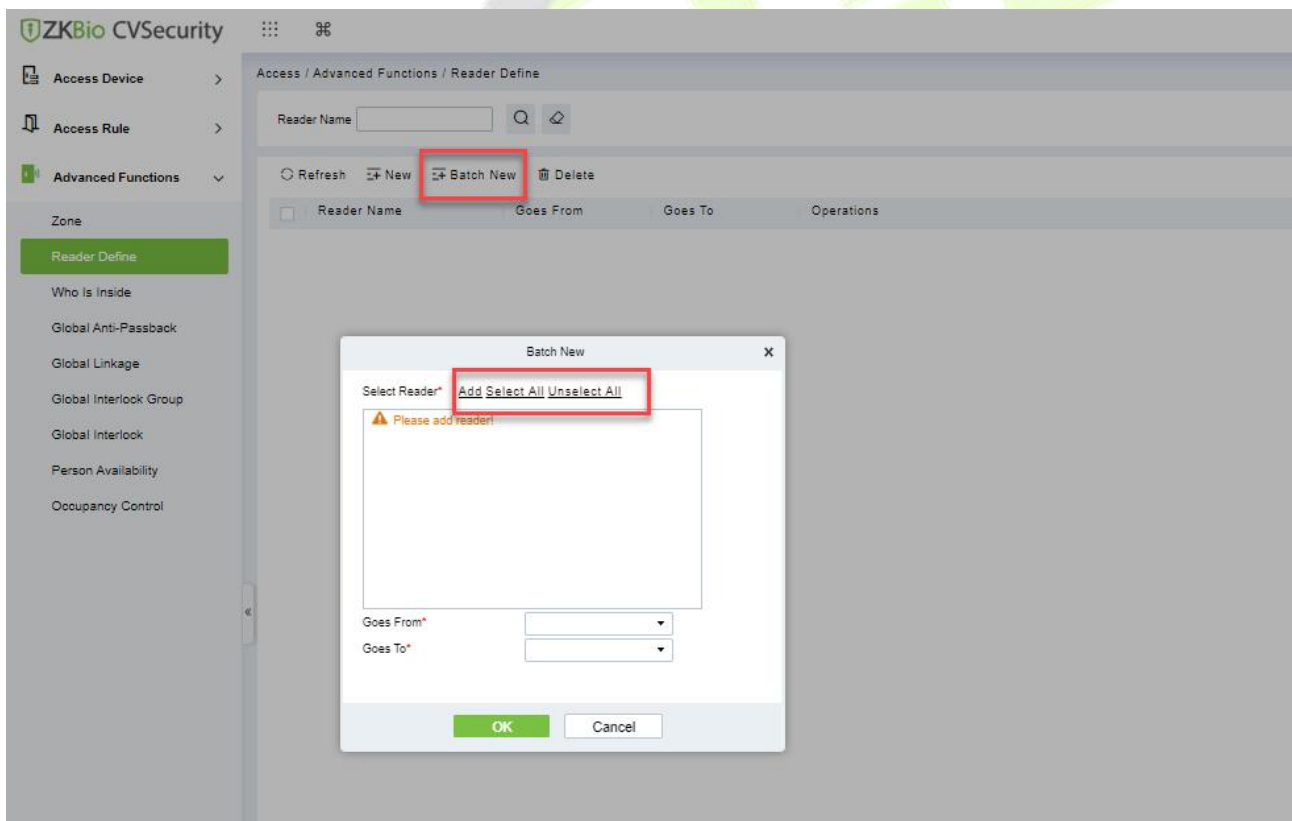 ZKBio CVSecurity
Access Device
Access Rule
Advanced Functions
Zone
Reader Define
Who Is Inside
Global Anti-Passback
Global Linkage
Global Interlock Group
Global Interlock
Person Availability
Occupancy Control
Access / Advanced Functions / Reader Define
Reader Name
Refresh New Batch New Delete
Reader Name Goes From Goes To Operations
Batch New x
Select Reader* Add Select All Unselect All
Please add reader!
Goes From*
Goes To*
OK Cancel